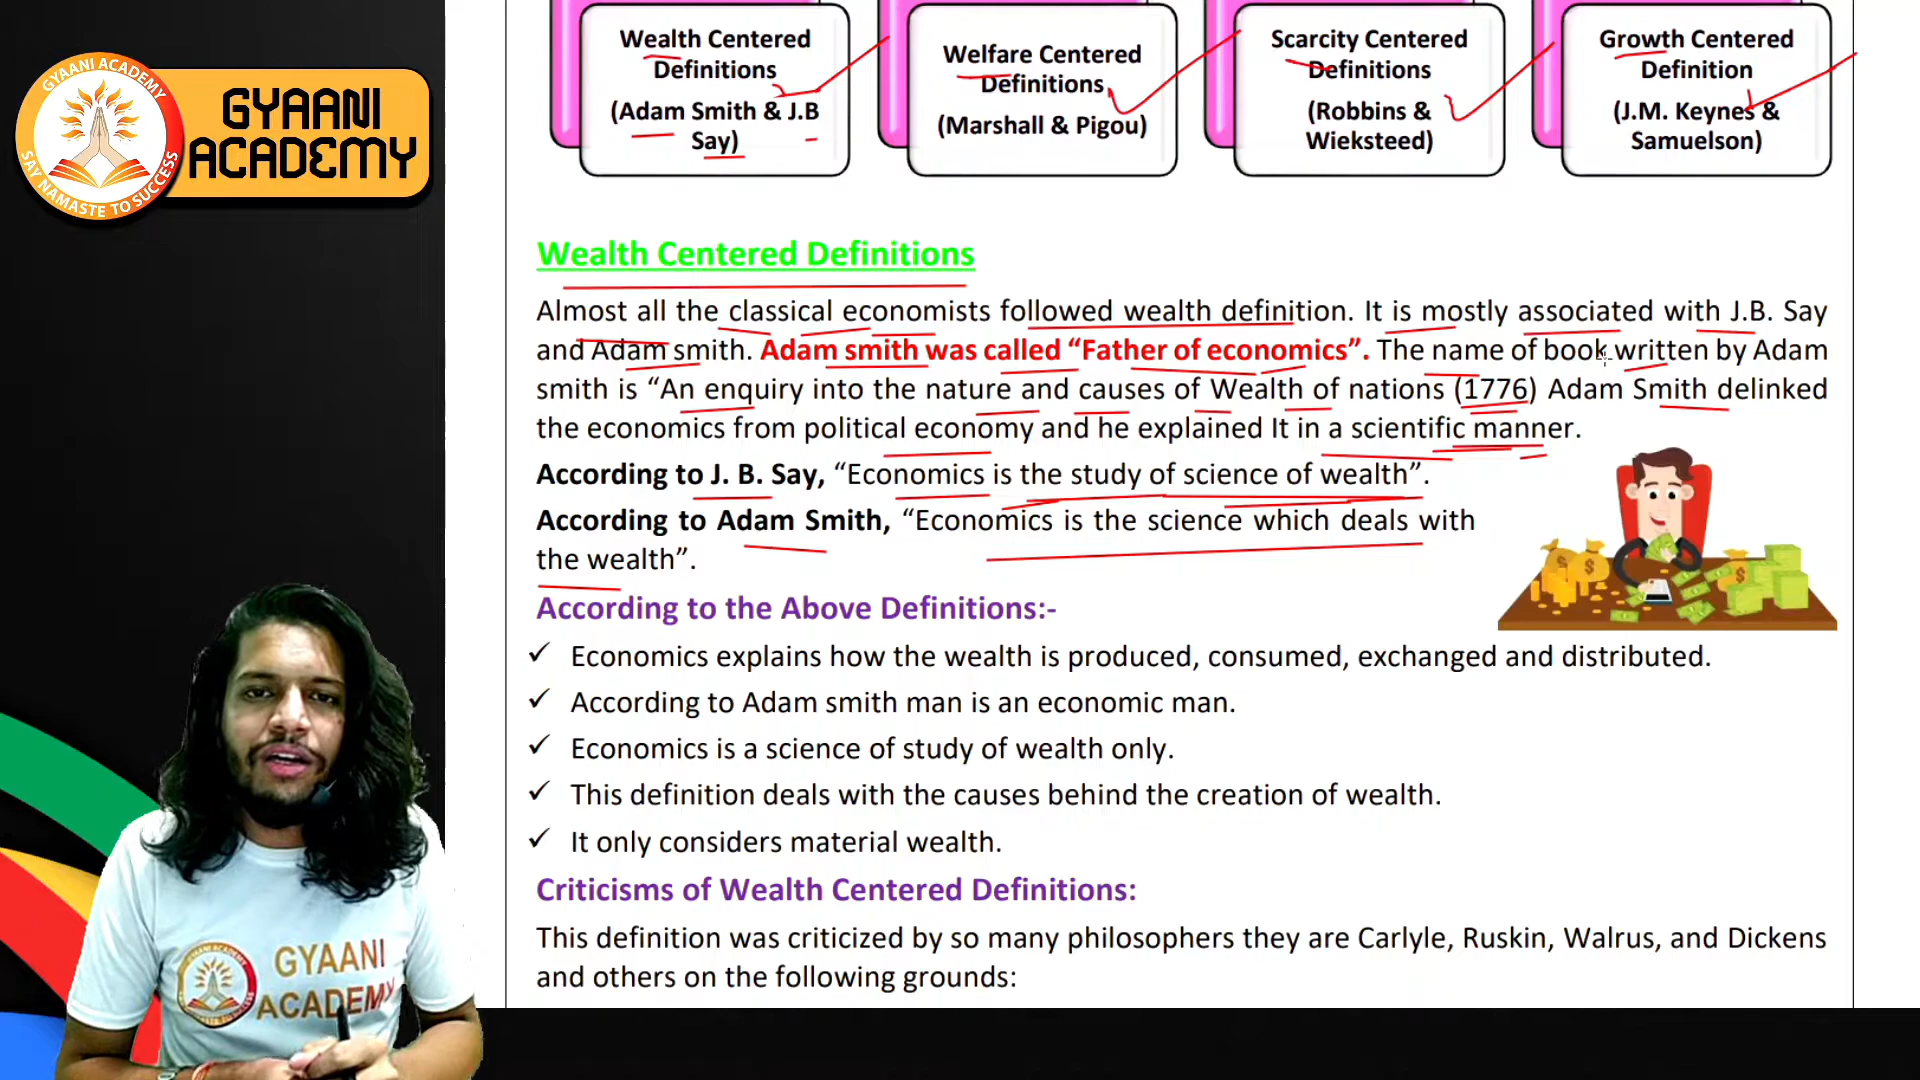 GYAANI ACADEMY
SAY NAMASTE TO SUCCESS
GYAANI
ACADEMY
Wealth Centered
Definitions
(Adam Smith & J.B
Say)
Welfare Centered
Definitions
(Marshall & Pigou)
Scarcity Centered
Definitions
(Robbins &
Wieksteed)
Growth Centered
Definition
(J.M. Keynes &
Samuelson)
Wealth Centered Definitions
Almost all the classical economists followed wealth definition. It is mostly associated with J.B. Say
and Adam smith. Adam smith was called “Father of economics”. The name of book written by Adam
smith is “An enquiry into the nature and causes of Wealth of nations (1776) Adam Smith delinked
the economics from political economy and he explained It in a scientific manner.
According to J. B. Say, “Economics is the study of science of wealth”.
According to Adam Smith, “Economics is the science which deals with
the wealth”.
According to the Above Definitions:-
✓ Economics explains how the wealth is produced, consumed, exchanged and distributed.
✓ According to Adam smith man is an economic man.
✓ Economics is a science of study of wealth only.
✓ This definition deals with the causes behind the creation of wealth.
✓ It only considers material wealth.
Criticisms of Wealth Centered Definitions:
This definition was criticized by so many philosophers they are Carlyle, Ruskin, Walrus, and Dickens
and others on the following grounds:
GYAANI
ACADEMY